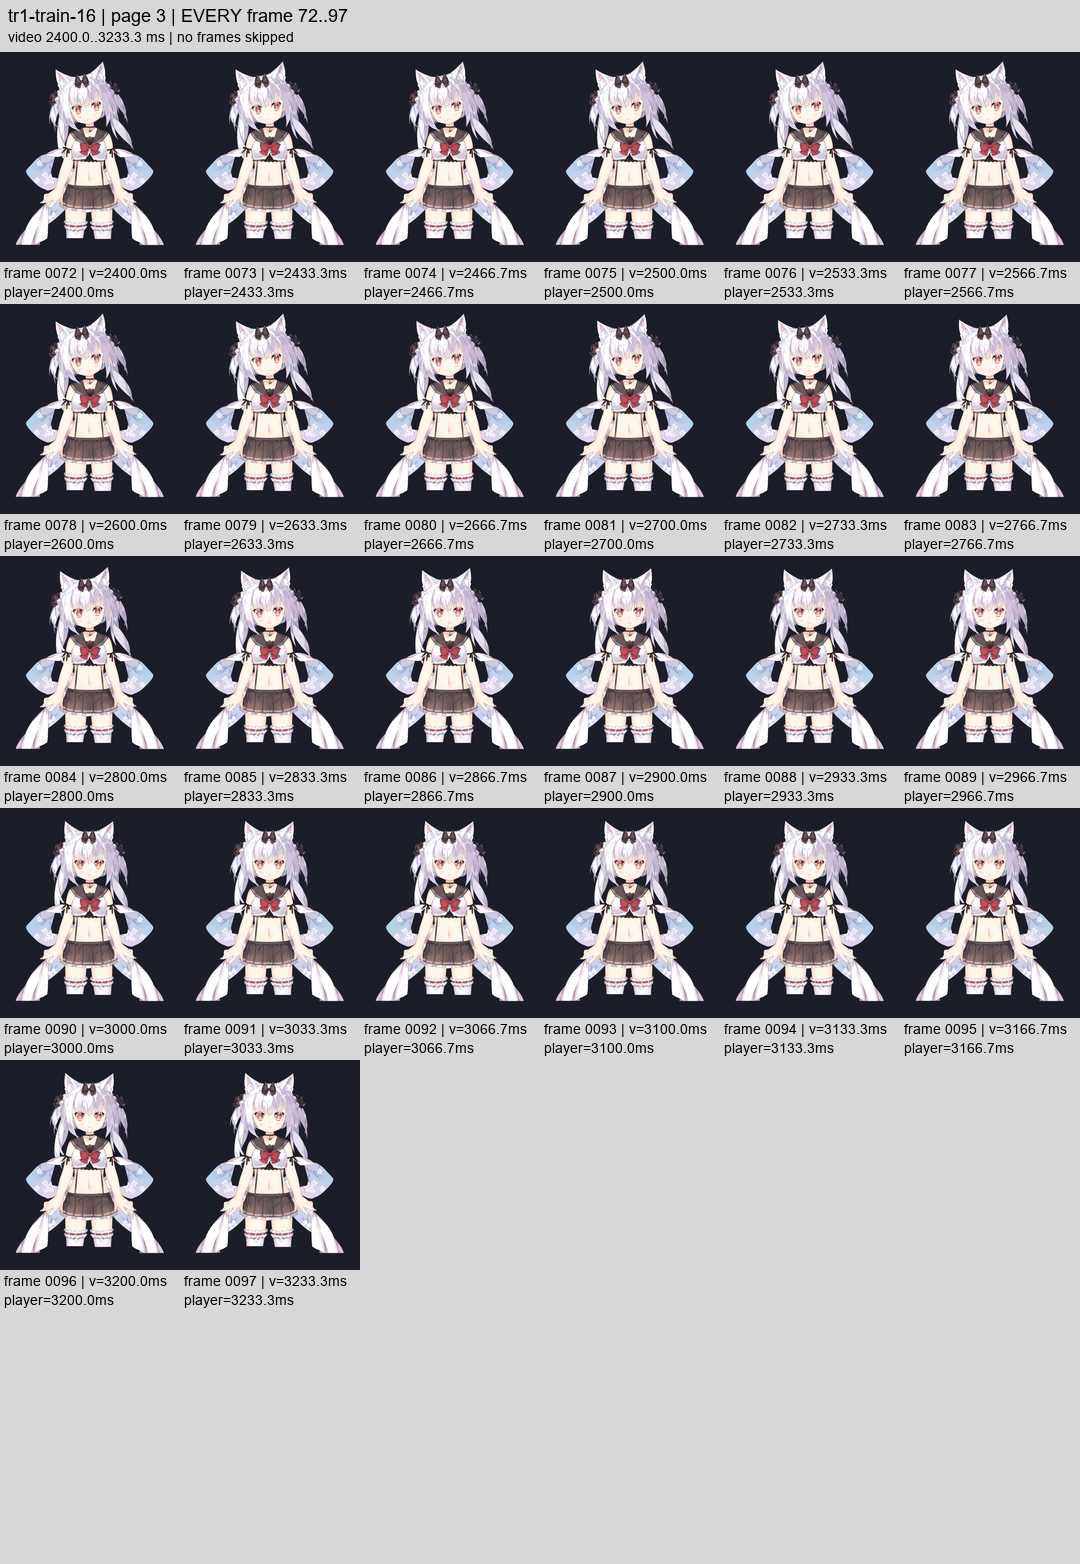 tr1-train-16 | page 3 | EVERY frame 72..97
video 2400.0..3233.3 ms | no frames skipped
frame 0072 | v=2400.0ms
player=2400.0ms
frame 0073 | v=2433.3ms
player=2433.3ms
frame 0074 | v=2466.7ms
player=2466.7ms
frame 0075 | v=2500.0ms
player=2500.0ms
frame 0076 | v=2533.3ms
player=2533.3ms
frame 0077 | v=2566.7ms
player=2566.7ms
frame 0078 | v=2600.0ms
player=2600.0ms
frame 0079 | v=2633.3ms
player=2633.3ms
frame 0080 | v=2666.7ms
player=2666.7ms
frame 0081 | v=2700.0ms
player=2700.0ms
frame 0082 | v=2733.3ms
player=2733.3ms
frame 0083 | v=2766.7ms
player=2766.7ms
frame 0084 | v=2800.0ms
player=2800.0ms
frame 0085 | v=2833.3ms
player=2833.3ms
frame 0086 | v=2866.7ms
player=2866.7ms
frame 0087 | v=2900.0ms
player=2900.0ms
frame 0088 | v=2933.3ms
player=2933.3ms
frame 0089 | v=2966.7ms
player=2966.7ms
frame 0090 | v=3000.0ms
player=3000.0ms
frame 0091 | v=3033.3ms
player=3033.3ms
frame 0092 | v=3066.7ms
player=3066.7ms
frame 0093 | v=3100.0ms
player=3100.0ms
frame 0094 | v=3133.3ms
player=3133.3ms
frame 0095 | v=3166.7ms
player=3166.7ms
frame 0096 | v=3200.0ms
player=3200.0ms
frame 0097 | v=3233.3ms
player=3233.3ms